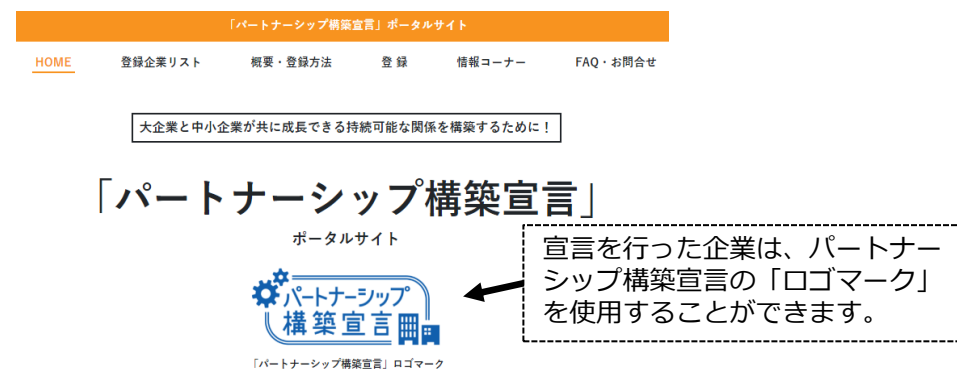 「パートナーシップ構築宣言」ポータルサイト
HOME 登録企業リスト 概要・登録方法 登 録 情報コーナー FAQ・お問合せ
大企業と中小企業が共に成長できる持続可能な関係を構築するために！
「パートナーシップ構築宣言」
ポータルサイト
宣言を行った企業は、パートナー
シップ構築宣言の「ロゴマーク」
を使用することができます。
パートナーシップ
構築宣言
「パートナーシップ構築宣言」ロゴマーク